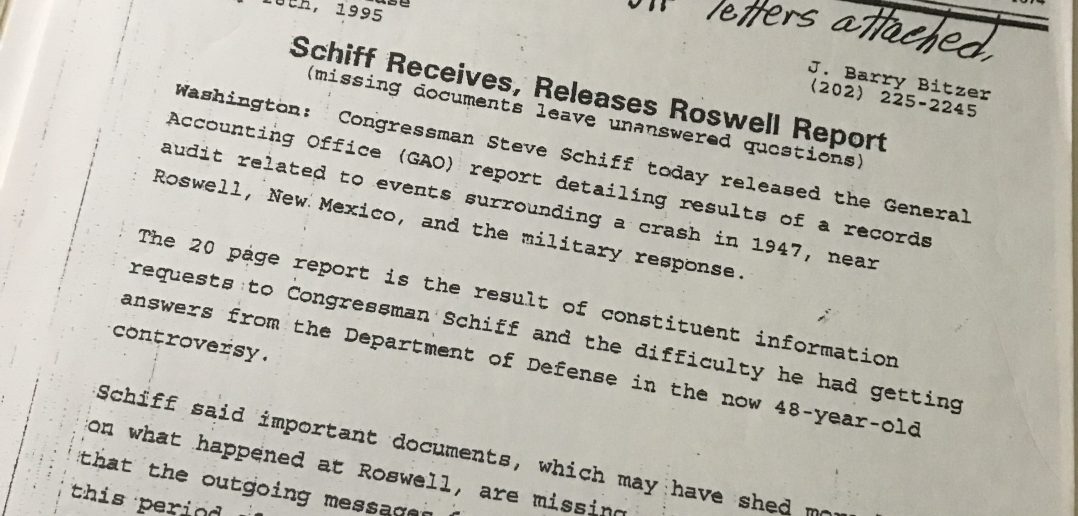 letters attached.
1995
J. Barry Bitzer
(202) 225-2245
Schiff Receives, Releases Roswell Report
(missing documents leave unanswered questions)
Washington: Congressman Steve Schiff today released the General
Accounting Office (GAO) report detailing results of a records
audit related to events surrounding a crash in 1947, near
Roswell, New Mexico, and the military response.
The 20 page report is the result of constituent information
requests to Congressman Schiff and the difficulty he had getting
answers from the Department of Defense in the now 48-year-old
controversy.
Schiff said important documents, which may have shed
on what happened at Roswell, are missing
that the outgoing messages
this period